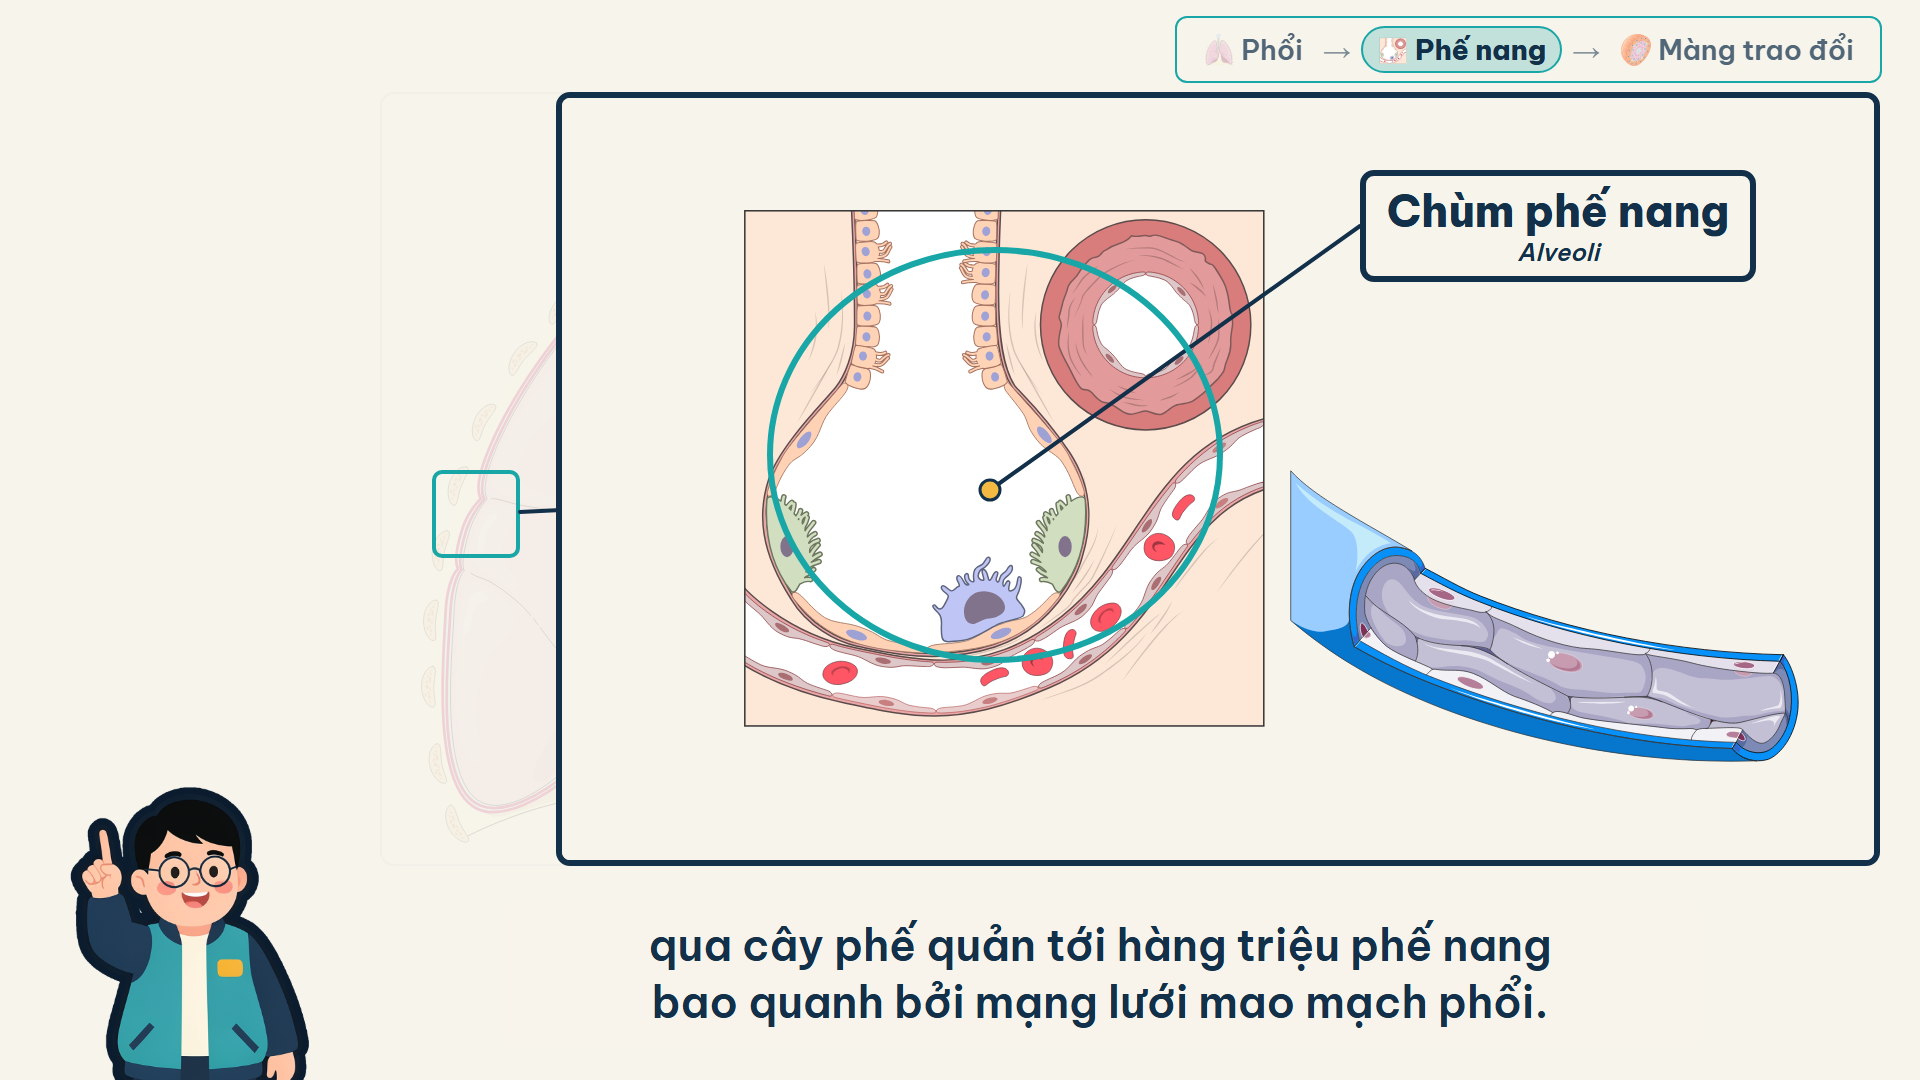 Phổi → Phế nang → Màng trao đổi
Chùm phế nang
Alveoli
qua cây phế quản tới hàng triệu phế nang
bao quanh bởi mạng lưới mao mạch phổi.